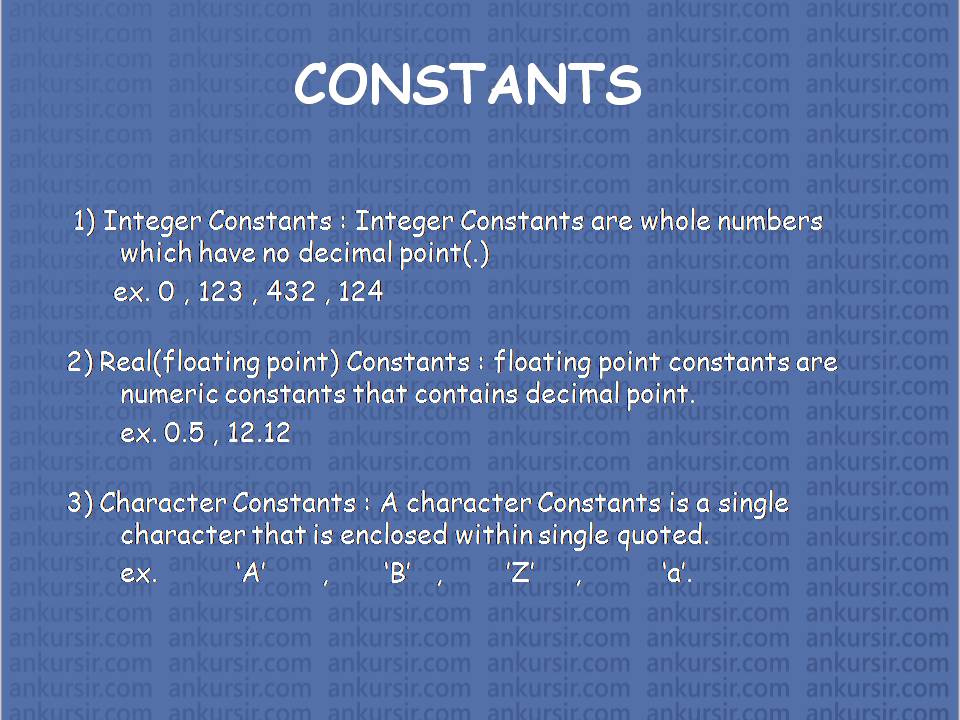 CONSTANTS
1) Integer Constants : Integer Constants are whole numbers
which have no decimal point(.)
ex. 0 , 123 , 432 , 124
2) Real(floating point) Constants : floating point constants are
numeric constants that contains decimal point.
ex. 0.5 , 12.12
3) Character Constants : A character Constants is a single
character that is enclosed within single quoted.
ex. ‘A’ , ‘B’ , ’Z’ , ‘a’.
ankursir.com